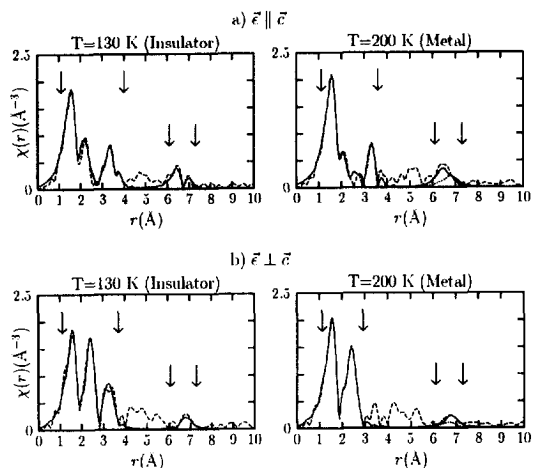 a) ε⃗ ∥ c⃗
T=130 K (Insulator) T=200 K (Metal)
χ(r)(Å⁻³)
2.5 2.5
0 0
0 1 2 3 4 5 6 7 8 9 10 0 1 2 3 4 5 6 7 8 9 10
r(Å) r(Å)
b) ε⃗ ⊥ c⃗
T=130 K (Insulator) T=200 K (Metal)
χ(r)(Å⁻³)
2.5 2.5
0 0
0 1 2 3 4 5 6 7 8 9 10 0 1 2 3 4 5 6 7 8 9 10
r(Å) r(Å)